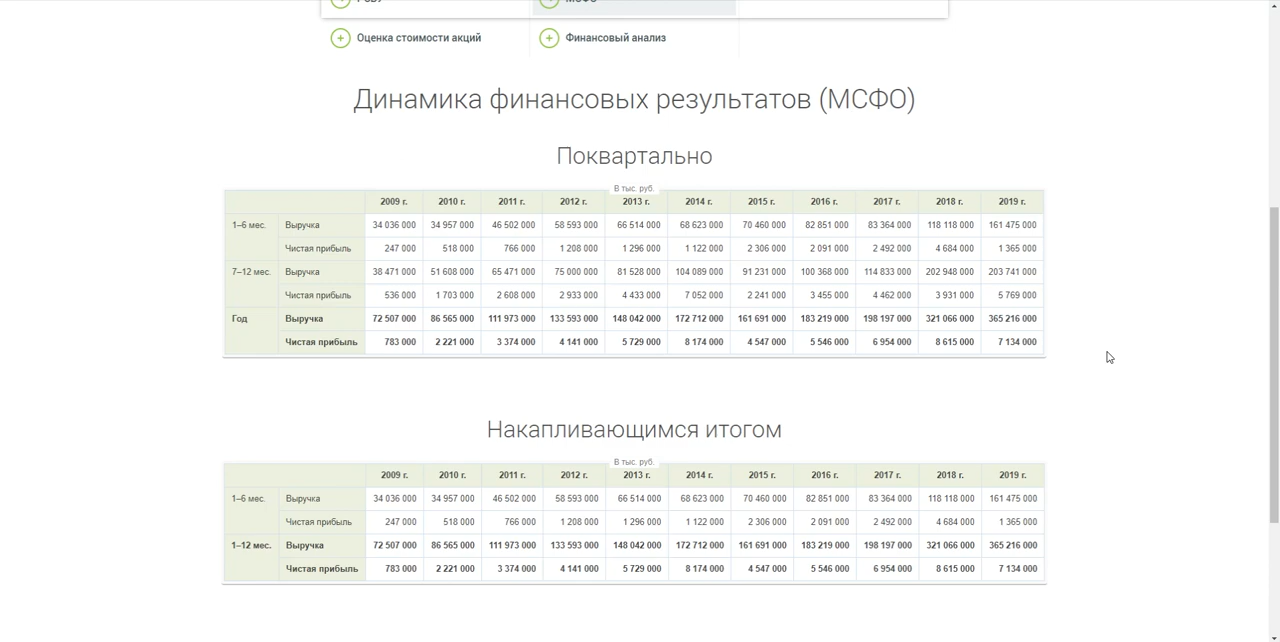 МСФО
Оценка стоимости акций Финансовый анализ
Динамика финансовых результатов (МСФО)
Поквартально
В тыс. руб.
2009 г. 2010 г. 2011 г. 2012 г. 2013 г. 2014 г. 2015 г. 2016 г. 2017 г. 2018 г. 2019 г.
1–6 мес. Выручка 34 036 000 34 957 000 46 502 000 58 593 000 66 514 000 68 623 000 70 460 000 82 851 000 83 364 000 118 118 000 161 475 000
Чистая прибыль 247 000 518 000 766 000 1 208 000 1 296 000 1 122 000 2 306 000 2 091 000 2 492 000 4 684 000 1 365 000
7–12 мес. Выручка 38 471 000 51 608 000 65 471 000 75 000 000 81 528 000 104 089 000 91 231 000 100 368 000 114 833 000 202 948 000 203 741 000
Чистая прибыль 536 000 1 703 000 2 608 000 2 933 000 4 433 000 7 052 000 2 241 000 3 455 000 4 462 000 3 931 000 5 769 000
Год Выручка 72 507 000 86 565 000 111 973 000 133 593 000 148 042 000 172 712 000 161 691 000 183 219 000 198 197 000 321 066 000 365 216 000
Чистая прибыль 783 000 2 221 000 3 374 000 4 141 000 5 729 000 8 174 000 4 547 000 5 546 000 6 954 000 8 615 000 7 134 000
Накапливающимся итогом
В тыс. руб.
2009 г. 2010 г. 2011 г. 2012 г. 2013 г. 2014 г. 2015 г. 2016 г. 2017 г. 2018 г. 2019 г.
1–6 мес. Выручка 34 036 000 34 957 000 46 502 000 58 593 000 66 514 000 68 623 000 70 460 000 82 851 000 83 364 000 118 118 000 161 475 000
Чистая прибыль 247 000 518 000 766 000 1 208 000 1 296 000 1 122 000 2 306 000 2 091 000 2 492 000 4 684 000 1 365 000
1–12 мес. Выручка 72 507 000 86 565 000 111 973 000 133 593 000 148 042 000 172 712 000 161 691 000 183 219 000 198 197 000 321 066 000 365 216 000
Чистая прибыль 783 000 2 221 000 3 374 000 4 141 000 5 729 000 8 174 000 4 547 000 5 546 000 6 954 000 8 615 000 7 134 000